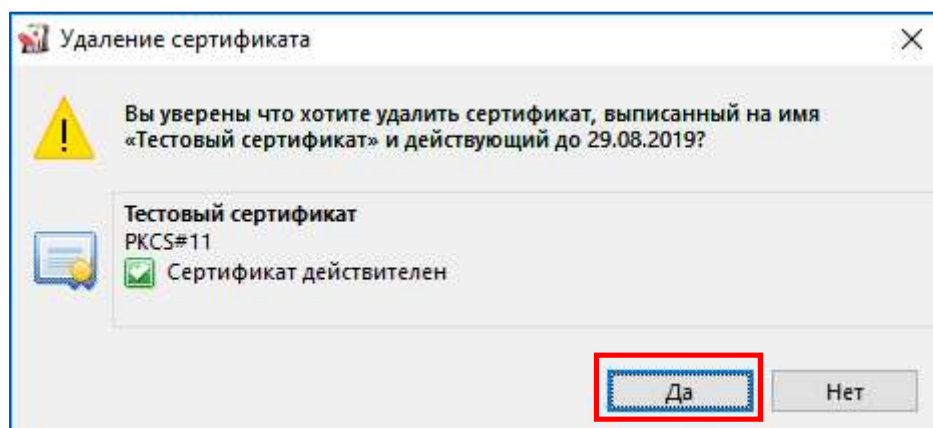 Удаление сертификата
Вы уверены что хотите удалить сертификат, выписанный на имя
«Тестовый сертификат» и действующий до 29.08.2019?
Тестовый сертификат
PKCS#11
Сертификат действителен
Да
Нет